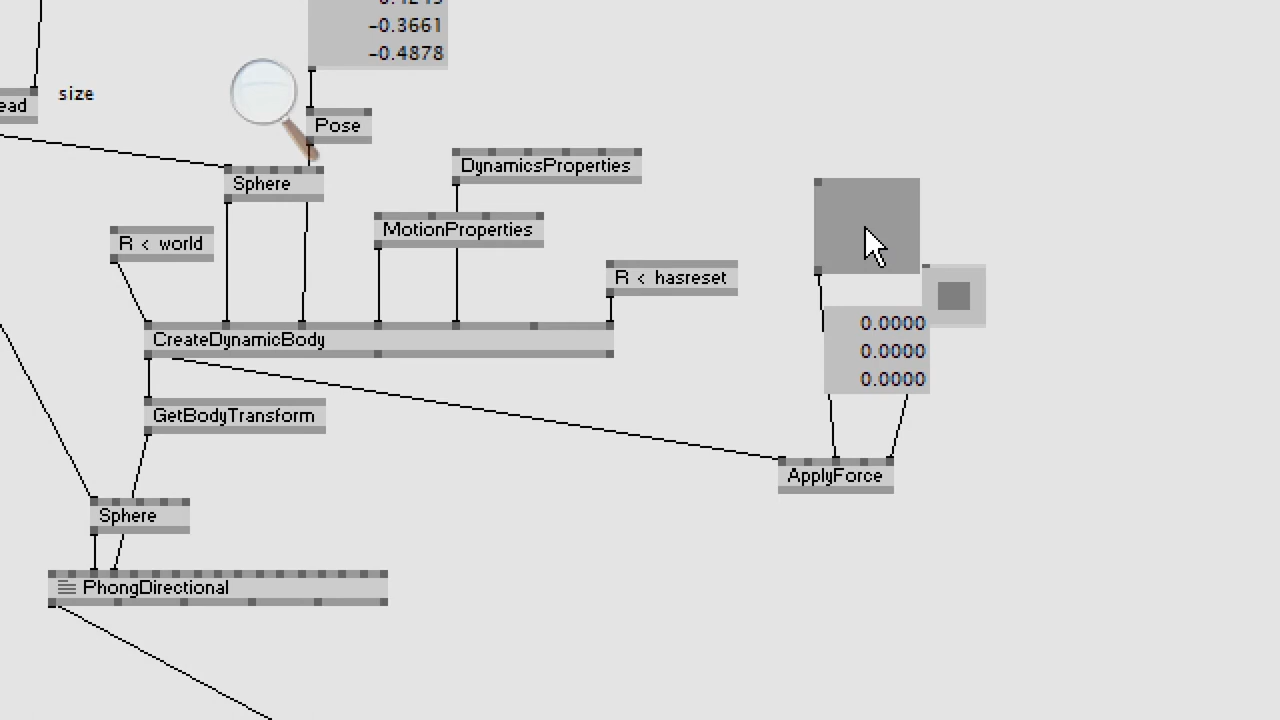 -0.3661
-0.4878
ead
size
Pose
DynamicsProperties
Sphere
MotionProperties
R < world
R < hasreset
0.0000
CreateDynamicBody
0.0000
0.0000
GetBodyTransform
ApplyForce
Sphere
PhongDirectional